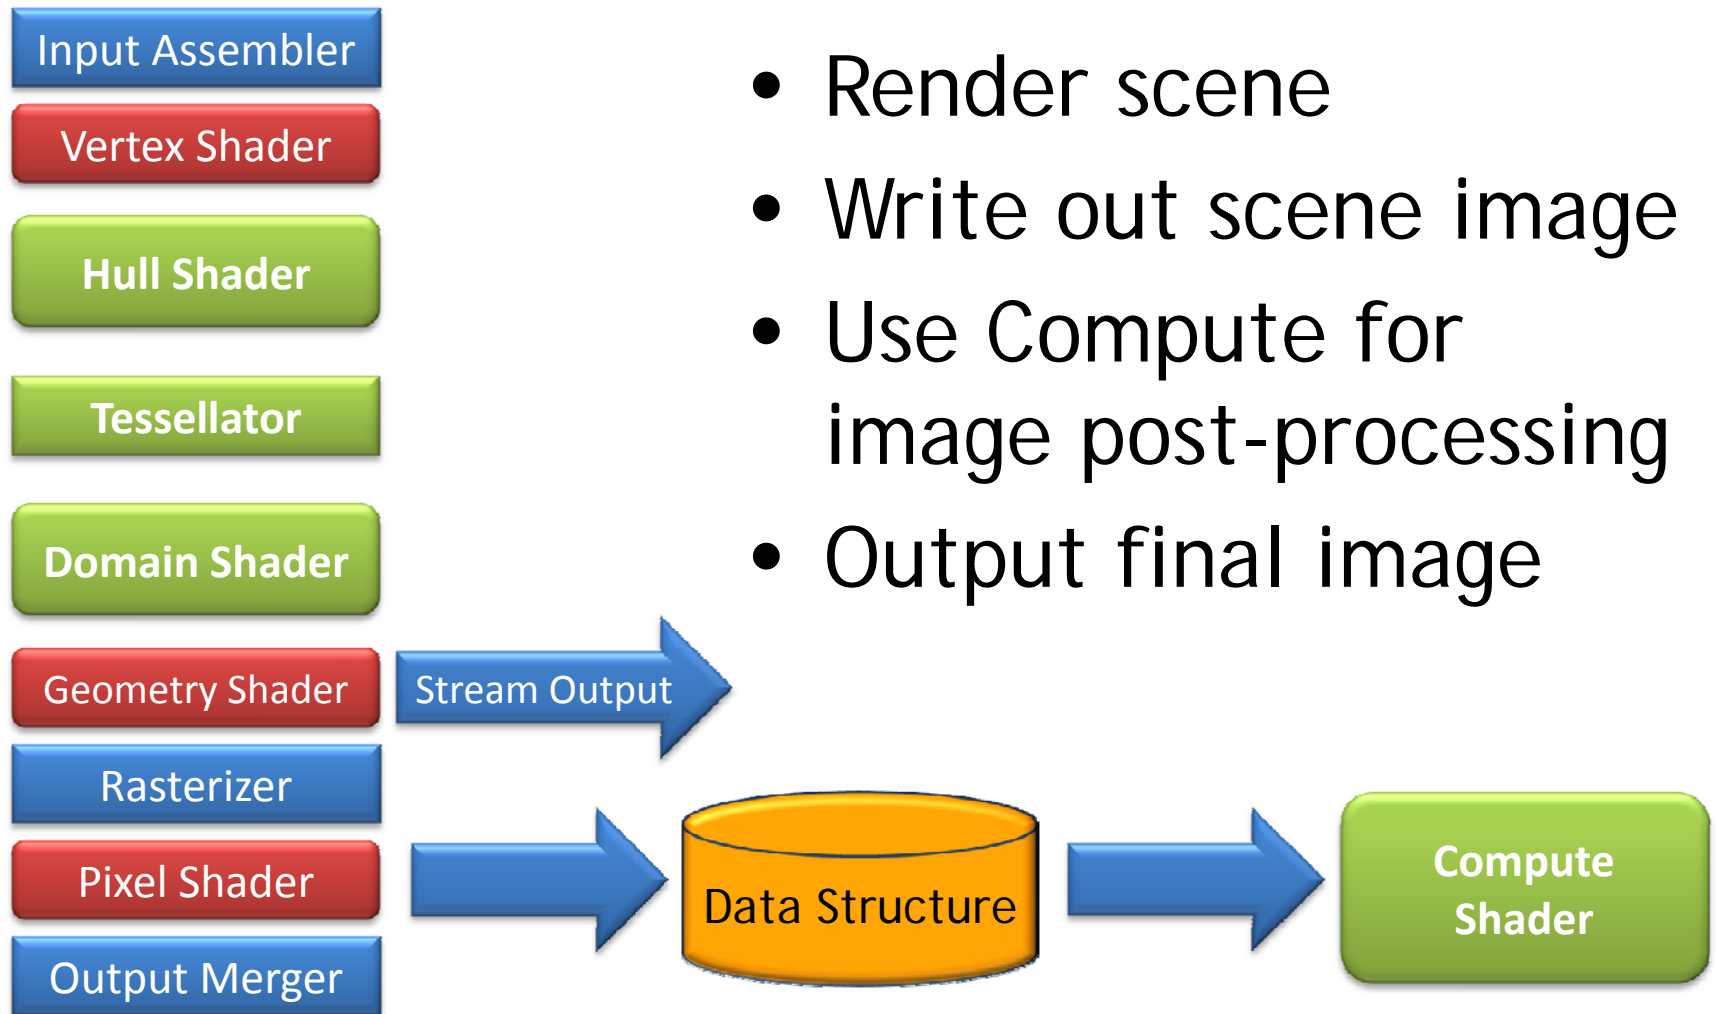 Input Assembler
Vertex Shader
Hull Shader
Tessellator
Domain Shader
Geometry Shader
Stream Output
Rasterizer
Pixel Shader
Output Merger
• Render scene
• Write out scene image
• Use Compute for
image post-processing
• Output final image
Data Structure
Compute
Shader